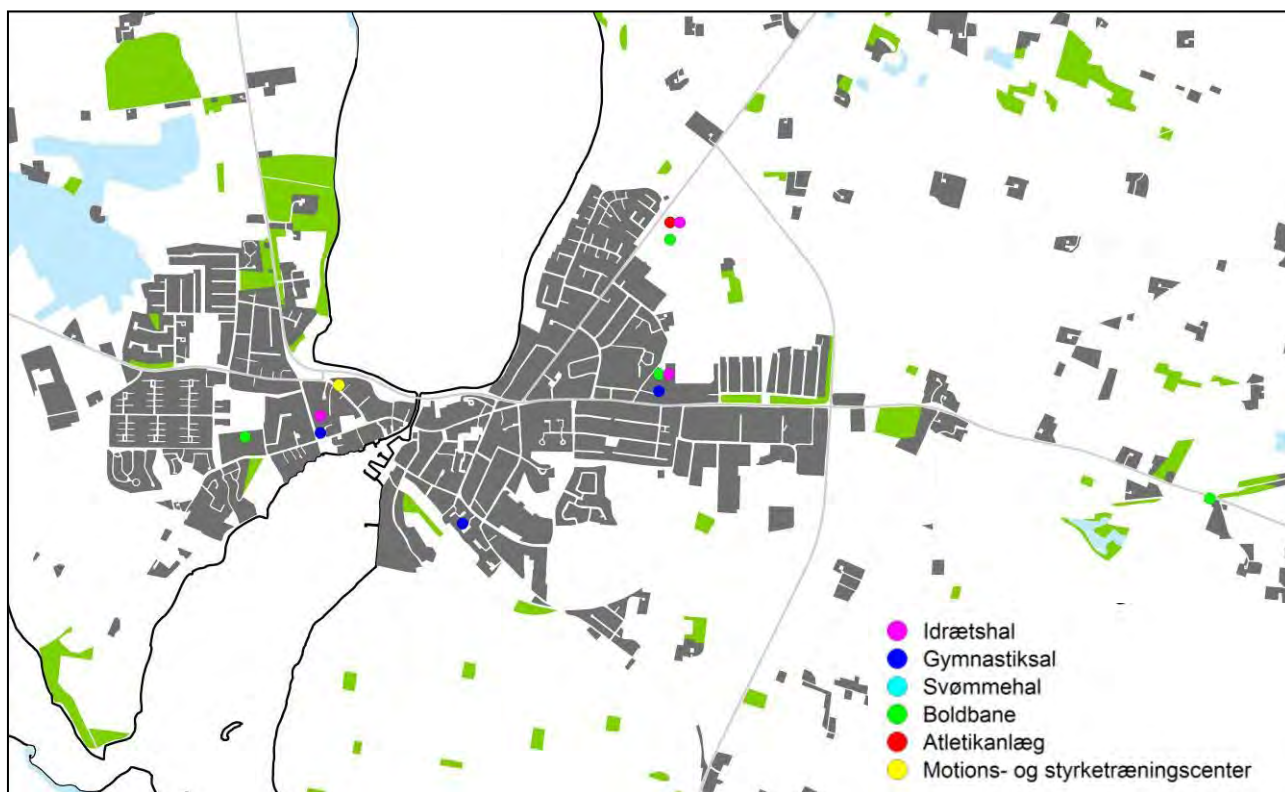 Idrætshal
Gymnastiksal
Svømmehal
Boldbane
Atletikanlæg
Motions- og styrketræningscenter